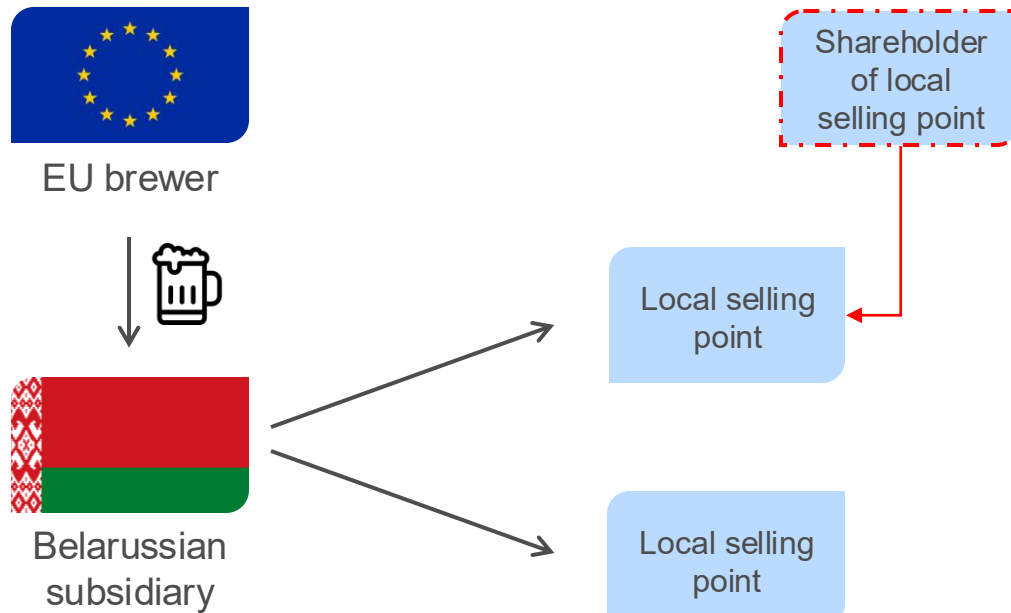 EU brewer
Belarussian
subsidiary
Shareholder
of local
selling point
Local selling
point
Local selling
point